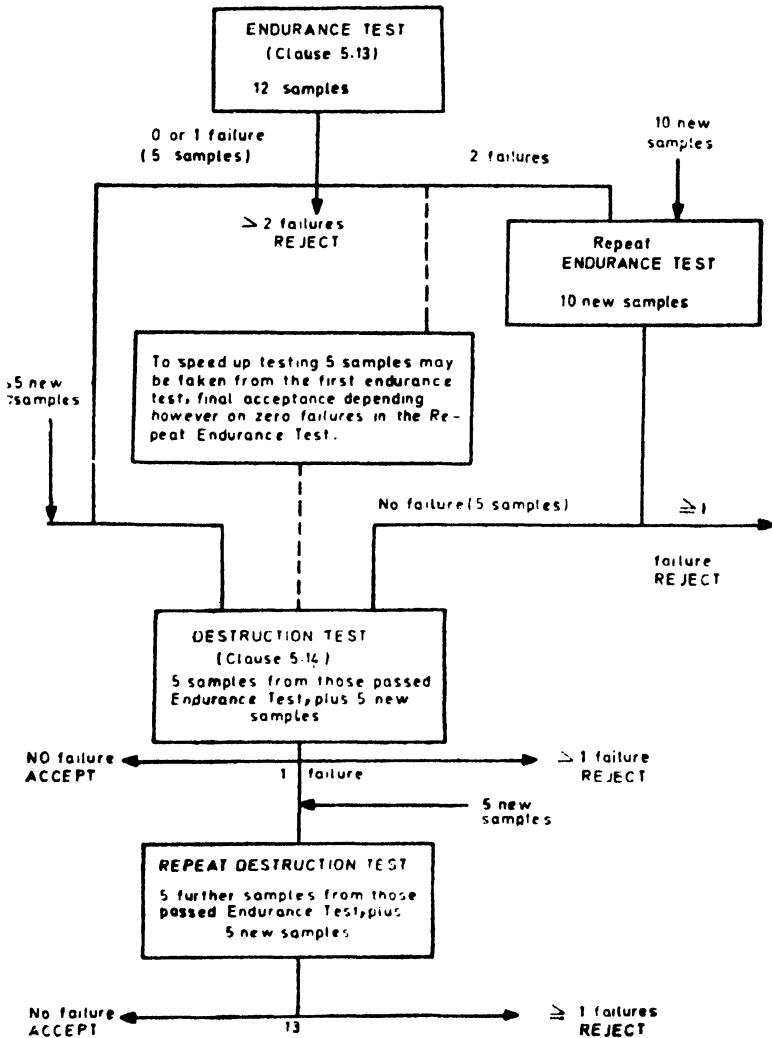 ENDURANCE TEST
(Clause 5.13)
12 samples
0 or 1 failure
(5 samples)
2 failures
10 new
samples
≥ 2 failures
REJECT
Repeat
ENDURANCE TEST
10 new samples
To speed up testing 5 samples may
be taken from the first endurance
test, final acceptance depending
however on zero failures in the Re-
peat Endurance Test.
5 new
samples
No failure (5 samples)
≧ 1
failure
REJECT
DESTRUCTION TEST
(Clause 5.14)
5 samples from those passed
Endurance Test, plus 5 new
samples
NO failure
ACCEPT
1 failure
> 1 failure
REJECT
5 new
samples
REPEAT DESTRUCTION TEST
5 further samples from those
passed Endurance Test, plus
5 new samples
No failure
ACCEPT
13
≧ 1 failures
REJECT